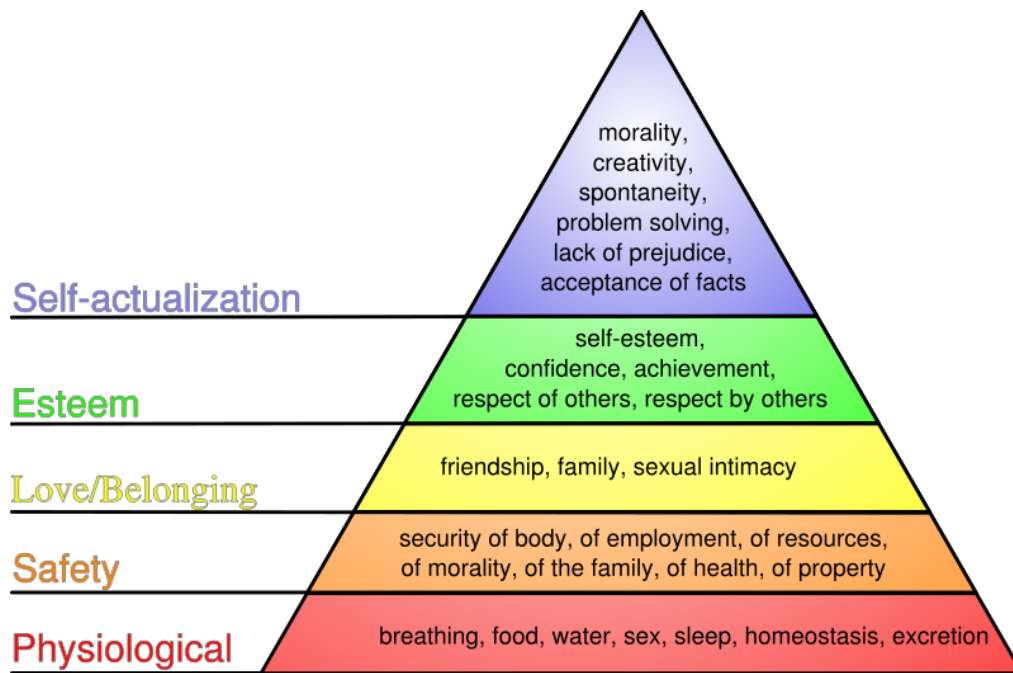 morality,
creativity,
spontaneity,
problem solving,
lack of prejudice,
acceptance of facts
Self-actualization
self-esteem,
confidence, achievement,
respect of others, respect by others
Esteem
friendship, family, sexual intimacy
Love/Belonging
security of body, of employment, of resources,
of morality, of the family, of health, of property
Safety
breathing, food, water, sex, sleep, homeostasis, excretion
Physiological